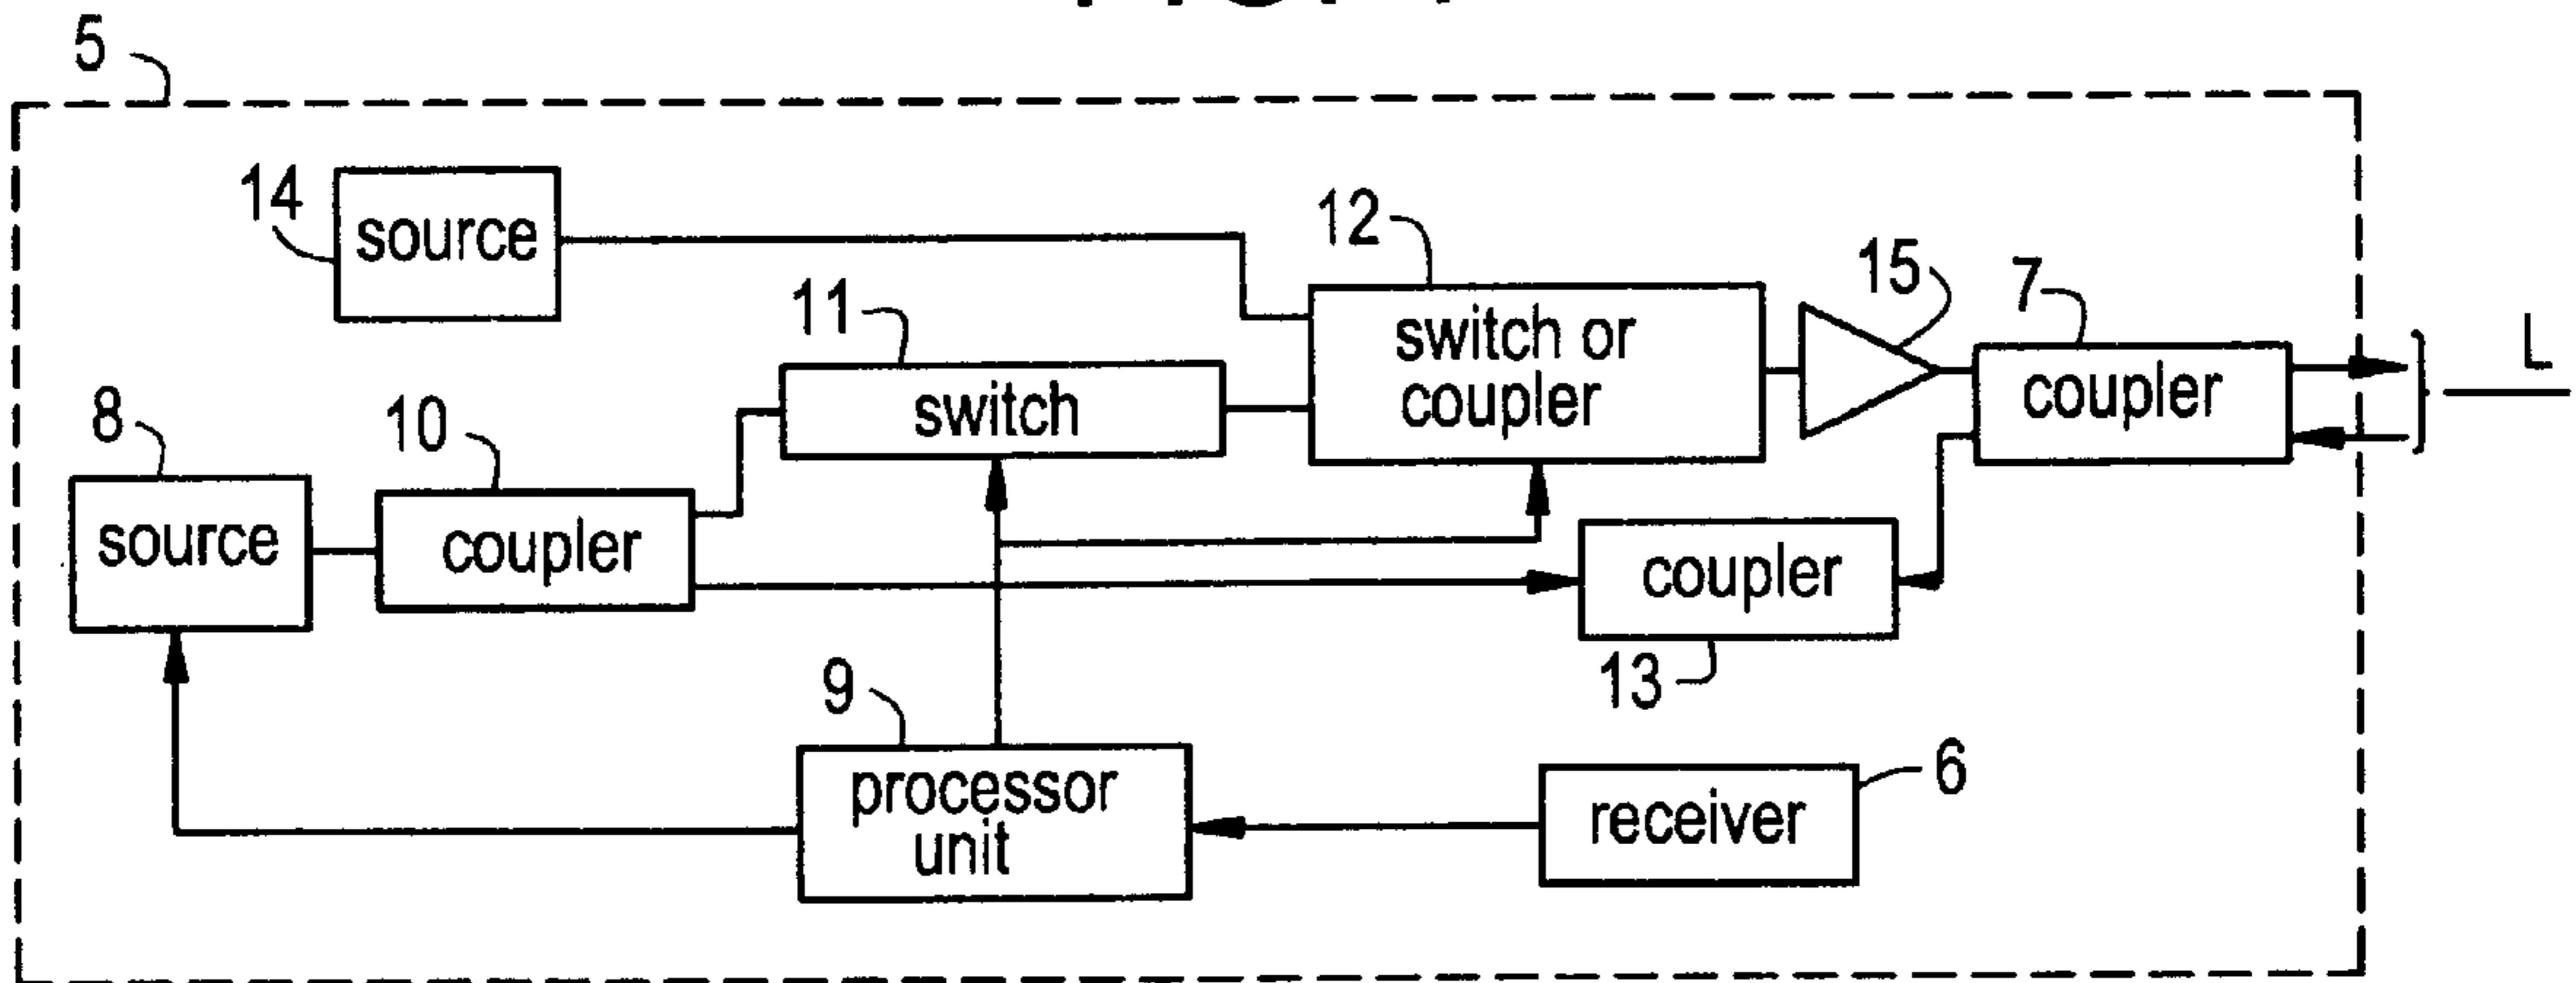 5
14
source
12
switch or
coupler
15
7
coupler
L
11
switch
8
source
10
coupler
coupler
13
9
processor
unit
receiver
6